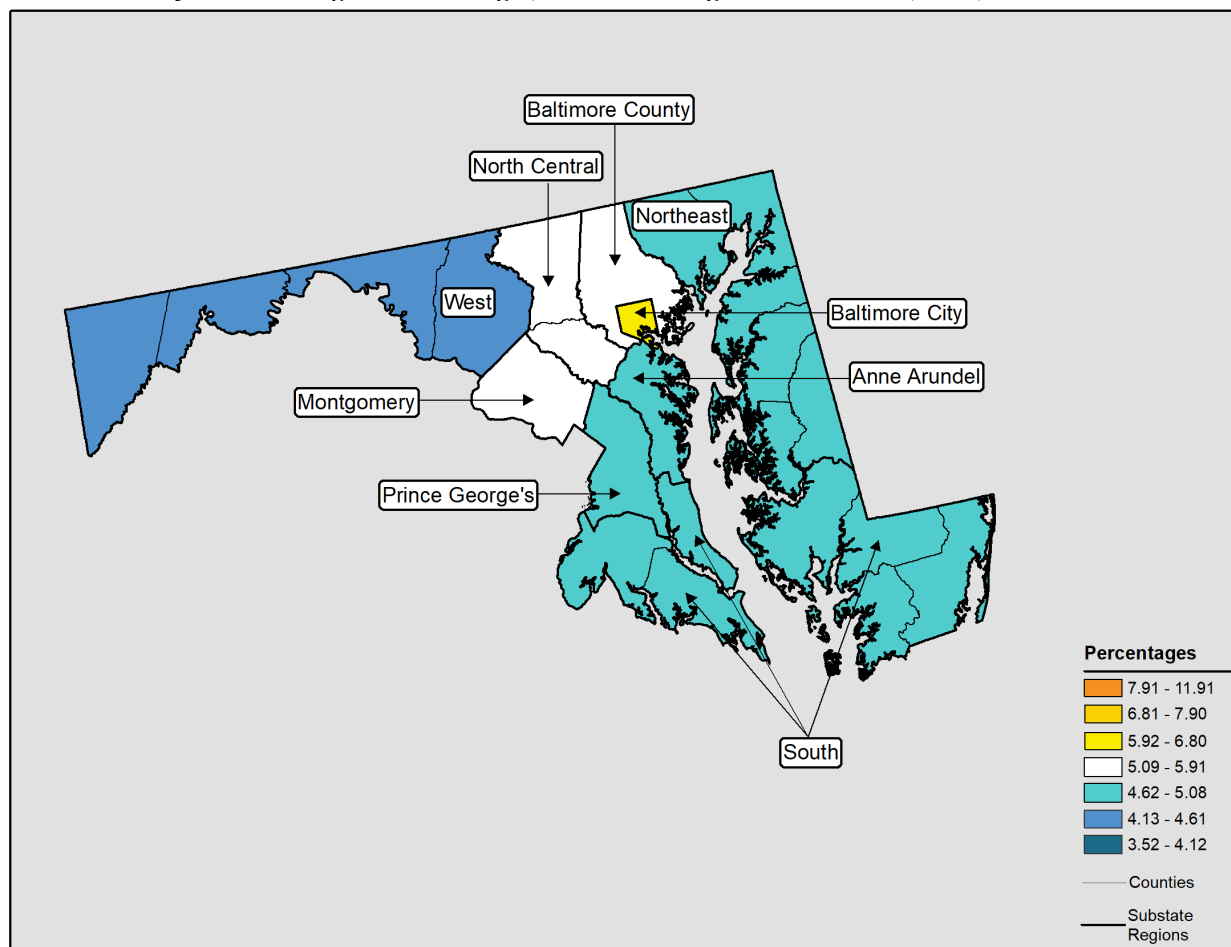 Baltimore County
North Central
Northeast
West
Baltimore City
Anne Arundel
Montgomery
Prince George's
South
Percentages
7.91 - 11.91
6.81 - 7.90
5.92 - 6.80
5.09 - 5.91
4.62 - 5.08
4.13 - 4.61
3.52 - 4.12
Counties
Substate
Regions